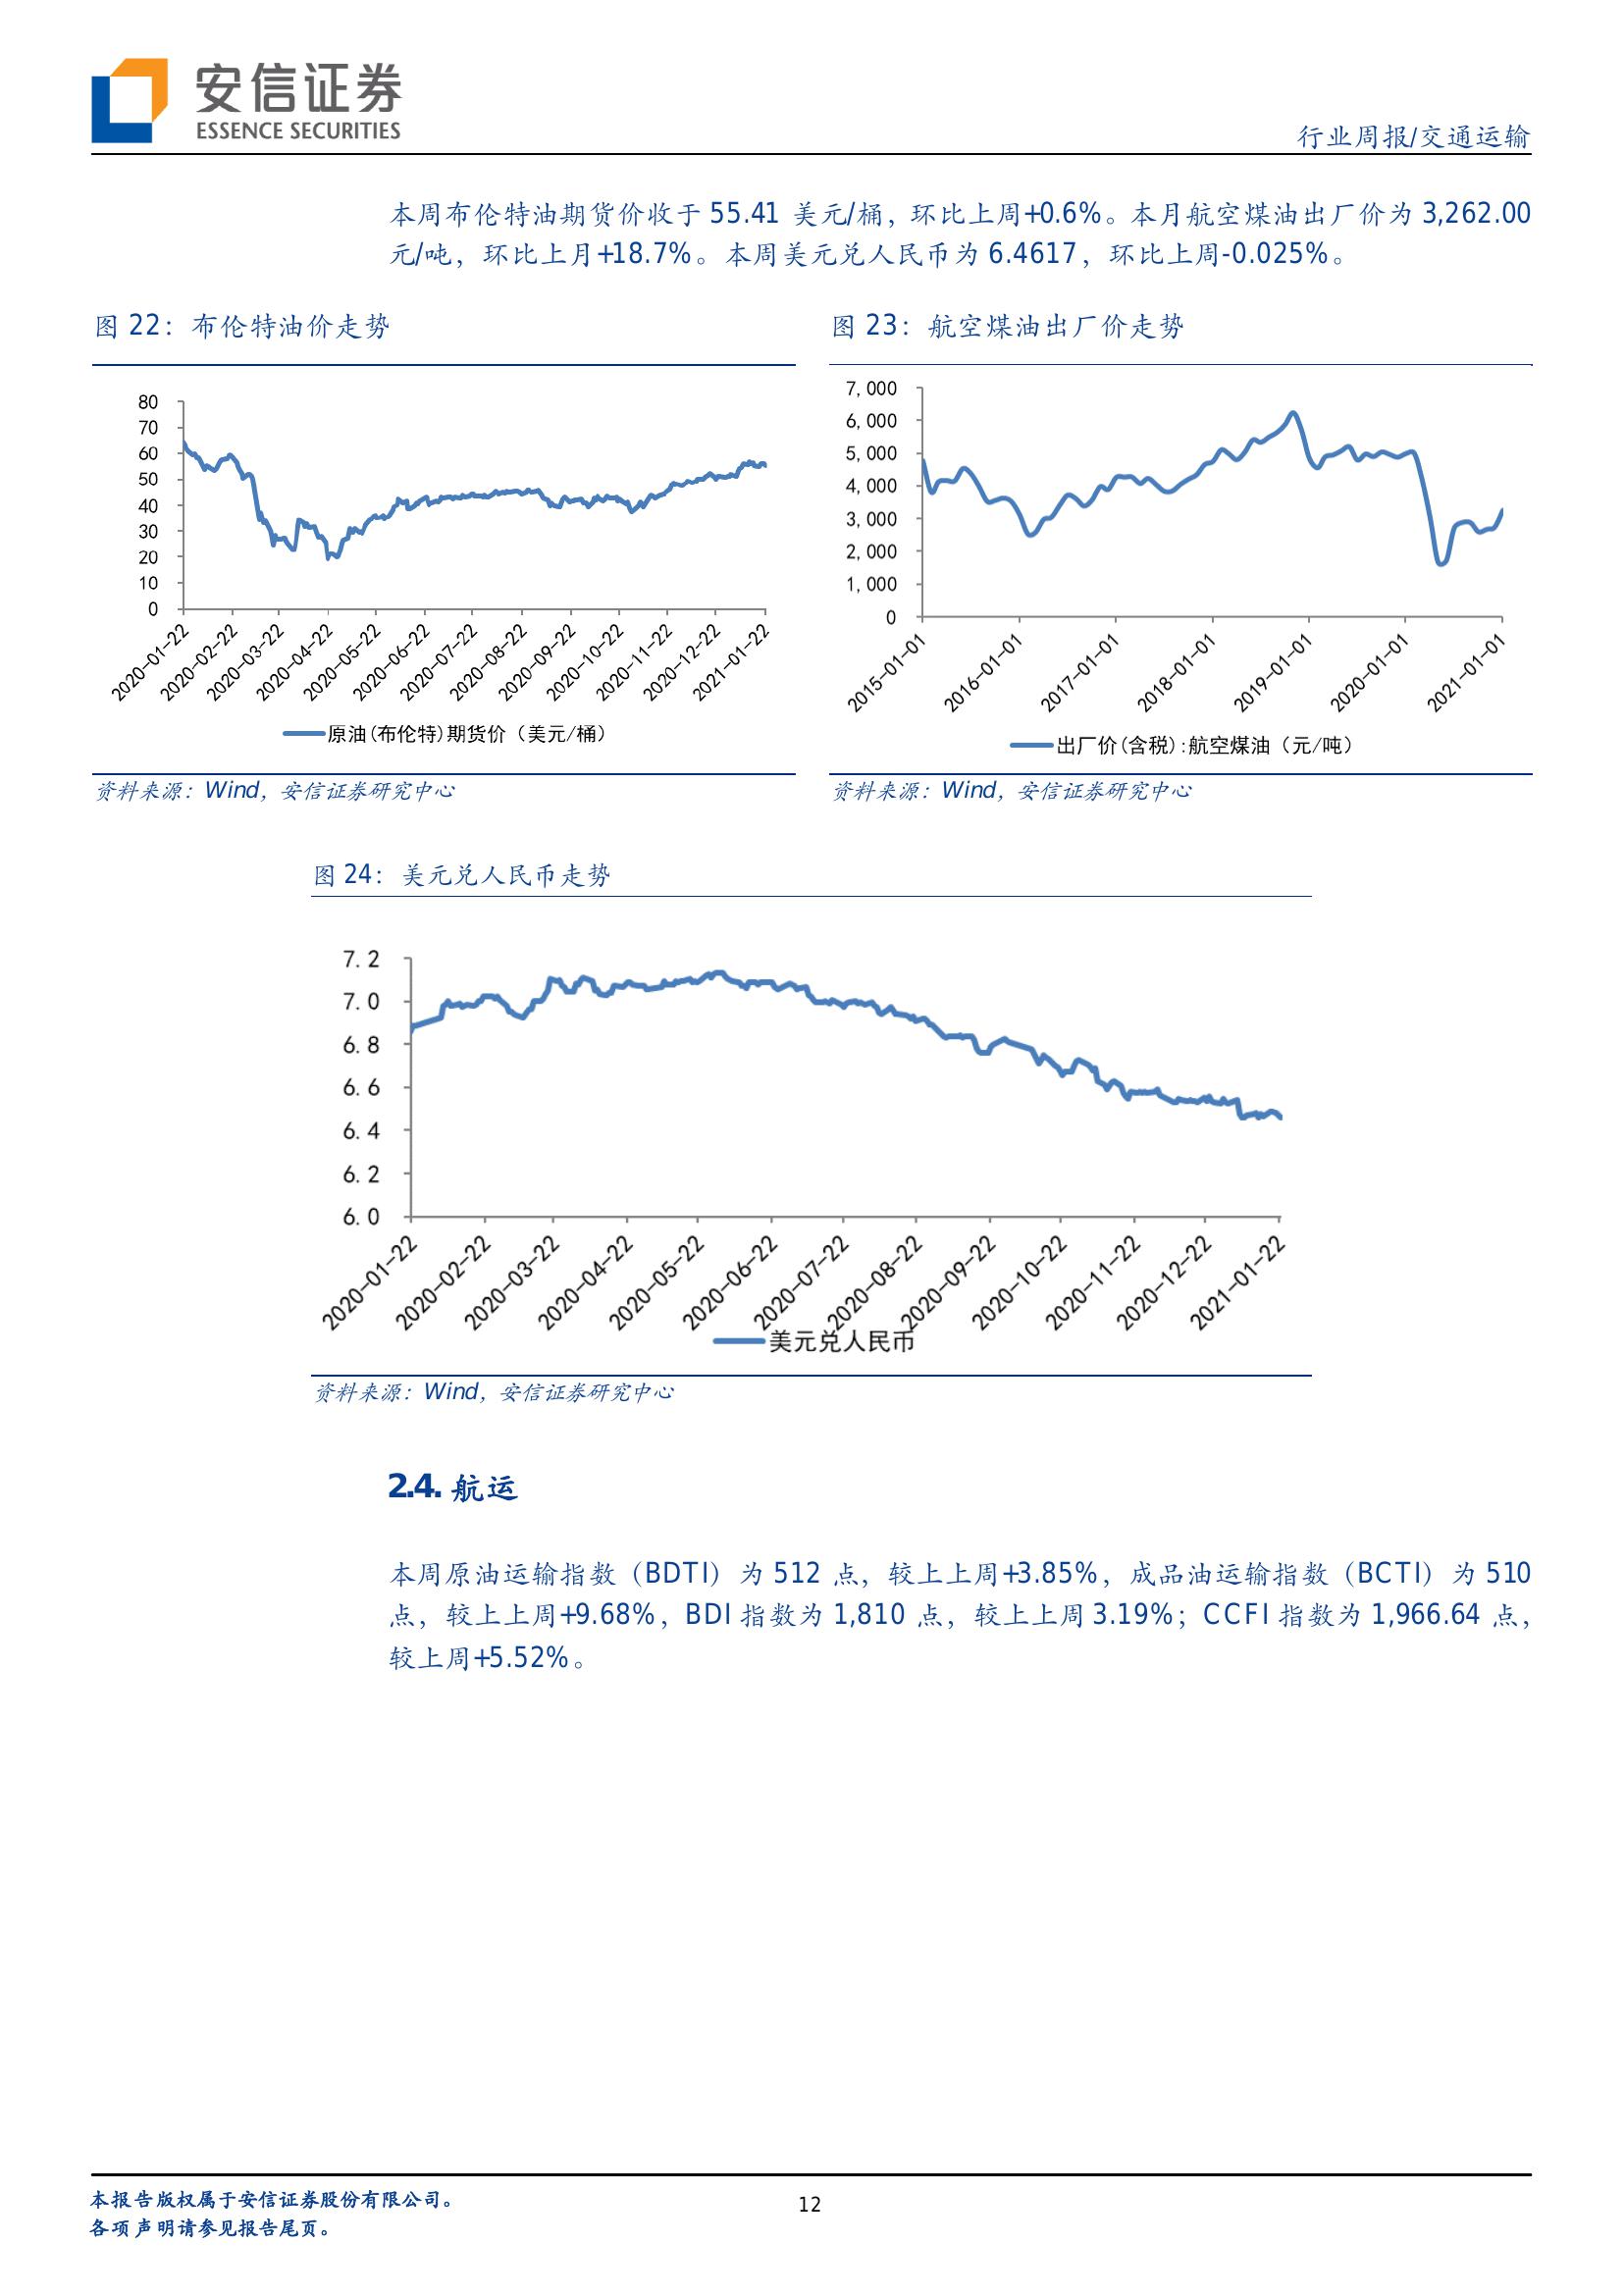 安信证券
ESSENCE SECURITIES
行业周报/交通运输
本周布伦特油期货价收于 55.41 美元/桶，环比上周+0.6%。本月航空煤油出厂价为 3,262.00
元/吨，环比上月+18.7%。本周美元兑人民币为 6.4617，环比上周-0.025%。
图 22：布伦特油价走势
80
70
60
50
40
30
20
10
0
2020-01-22
2020-02-22
2020-03-22
2020-04-22
2020-05-22
2020-06-22
2020-07-22
2020-08-22
2020-09-22
2020-10-22
2020-11-22
2020-12-22
2021-01-22
原油(布伦特)期货价（美元/桶）
资料来源：Wind，安信证券研究中心
图 23：航空煤油出厂价走势
7,000
6,000
5,000
4,000
3,000
2,000
1,000
0
2015-01-01
2016-01-01
2017-01-01
2018-01-01
2019-01-01
2020-01-01
2021-01-01
出厂价(含税):航空煤油（元/吨）
资料来源：Wind，安信证券研究中心
图 24：美元兑人民币走势
7.2
7.0
6.8
6.6
6.4
6.2
6.0
2020-01-22
2020-02-22
2020-03-22
2020-04-22
2020-05-22
2020-06-22
2020-07-22
2020-08-22
2020-09-22
2020-10-22
2020-11-22
2020-12-22
2021-01-22
美元兑人民币
资料来源：Wind，安信证券研究中心
2.4. 航运
本周原油运输指数（BDTI）为 512 点，较上上周+3.85%，成品油运输指数（BCTI）为 510
点，较上上周+9.68%，BDI 指数为 1,810 点，较上上周 3.19%；CCFI 指数为 1,966.64 点，
较上周+5.52%。
本报告版权属于安信证券股份有限公司。
各项声明请参见报告尾页。
12